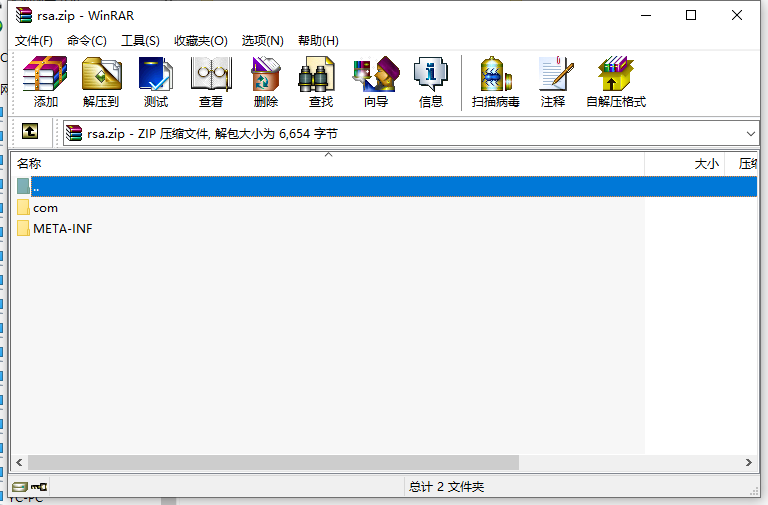 rsa.zip - WinRAR
文件(F) 命令(C) 工具(S) 收藏夹(O) 选项(N) 帮助(H)
添加 解压到 测试 查看 删除 查找 向导 信息 扫描病毒 注释 自解压格式
rsa.zip - ZIP 压缩文件, 解包大小为 6,654 字节
名称 大小 压缩
..
com
META-INF
总计 2 文件夹
YC-PC